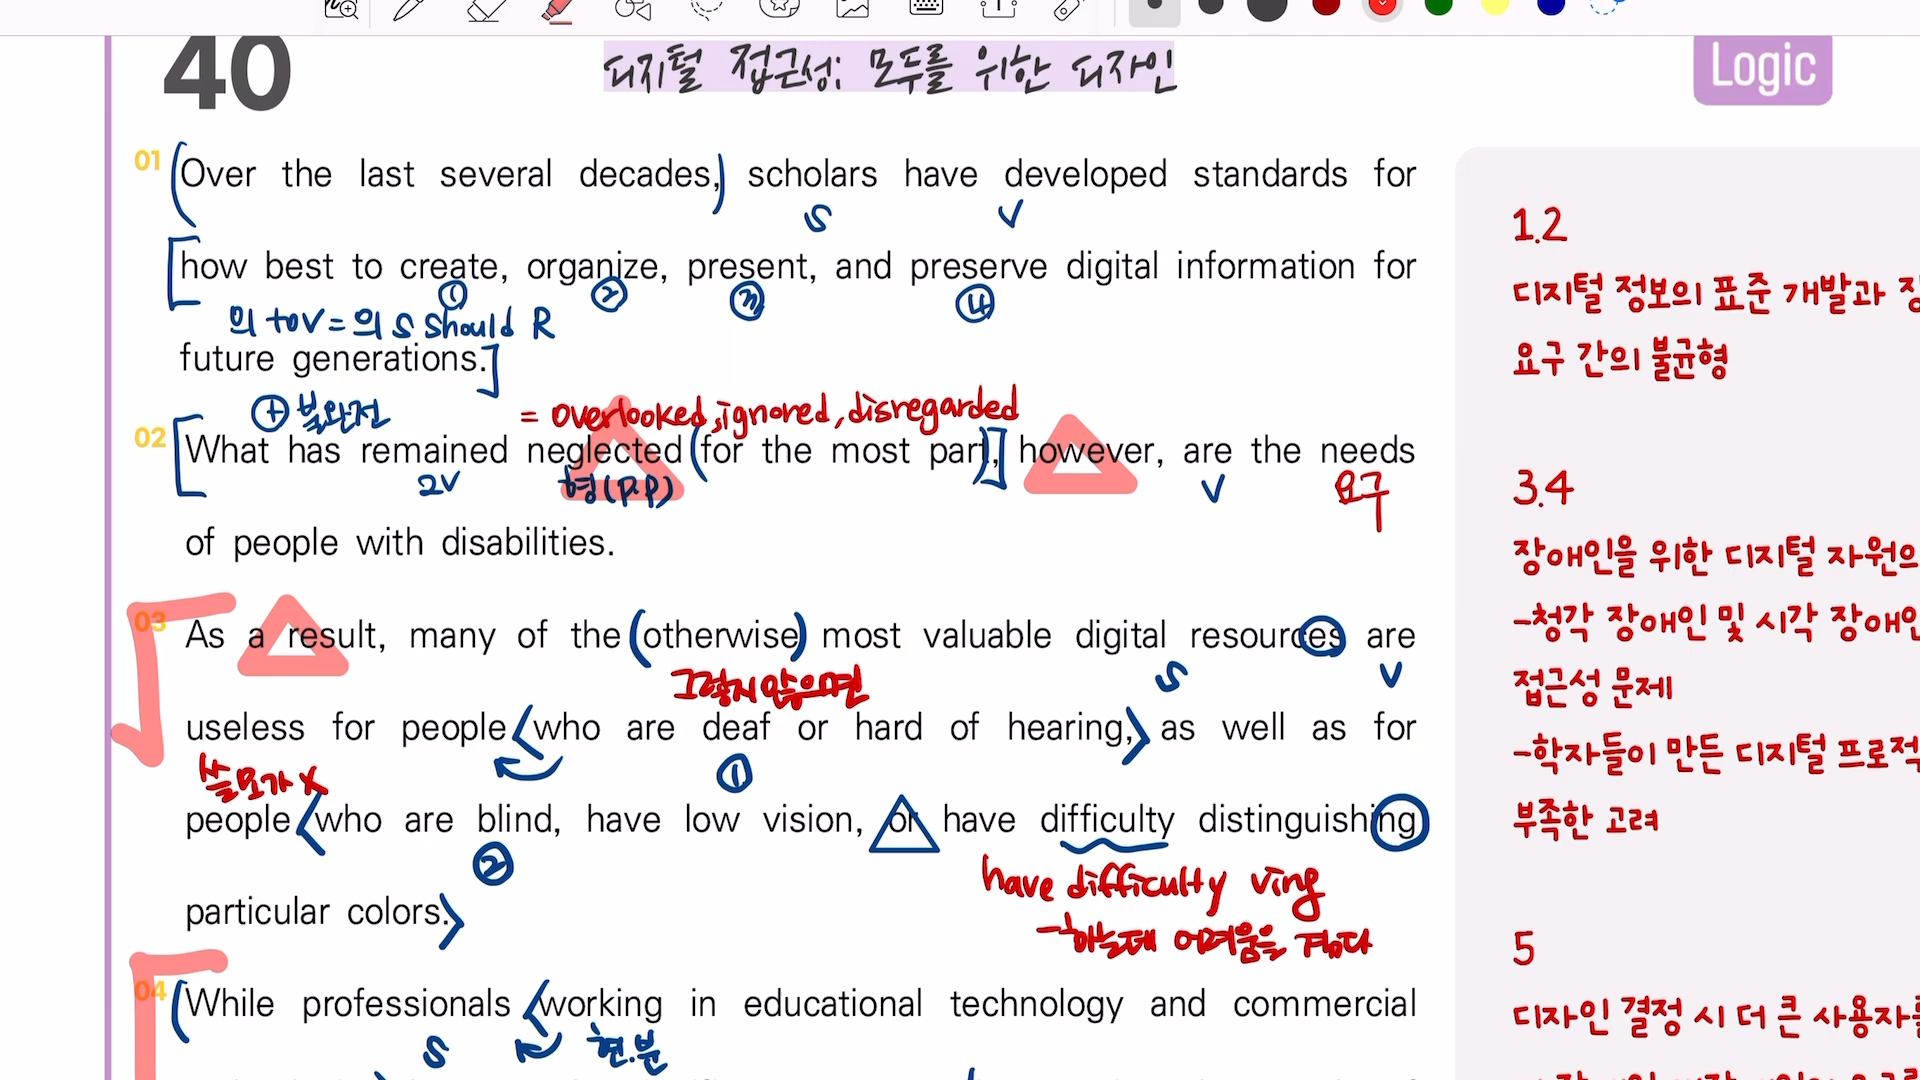 40
디지털 접근성: 모두를 위한 디자인
Logic
01 Over the last several decades, scholars have developed standards for
S V
how best to create, organize, present, and preserve digital information for
① ② ③ ④
의 to V = 의 S should R
future generations.
+ 불완전
= overlooked, ignored, disregarded
02 What has remained neglected for the most part, however, are the needs
2V 형(P.P) V 요구
of people with disabilities.
03 As a result, many of the (otherwise) most valuable digital resources are
그렇지 않으면 S V
useless for people who are deaf or hard of hearing, as well as for
쓸모가 X ①
people who are blind, have low vision, or have difficulty distinguishing
②
have difficulty Ving
particular colors.
-하는데 어려움을 겪다
04 While professionals working in educational technology and commercial
S 현.분
1.2
디지털 정보의 표준 개발과
요구 간의 불균형
3.4
장애인을 위한 디지털 자원의
-청각 장애인 및 시각 장애인
접근성 문제
-학자들이 만든 디지털
부족한 고려
5
디자인 결정 시 더 큰 사용자를